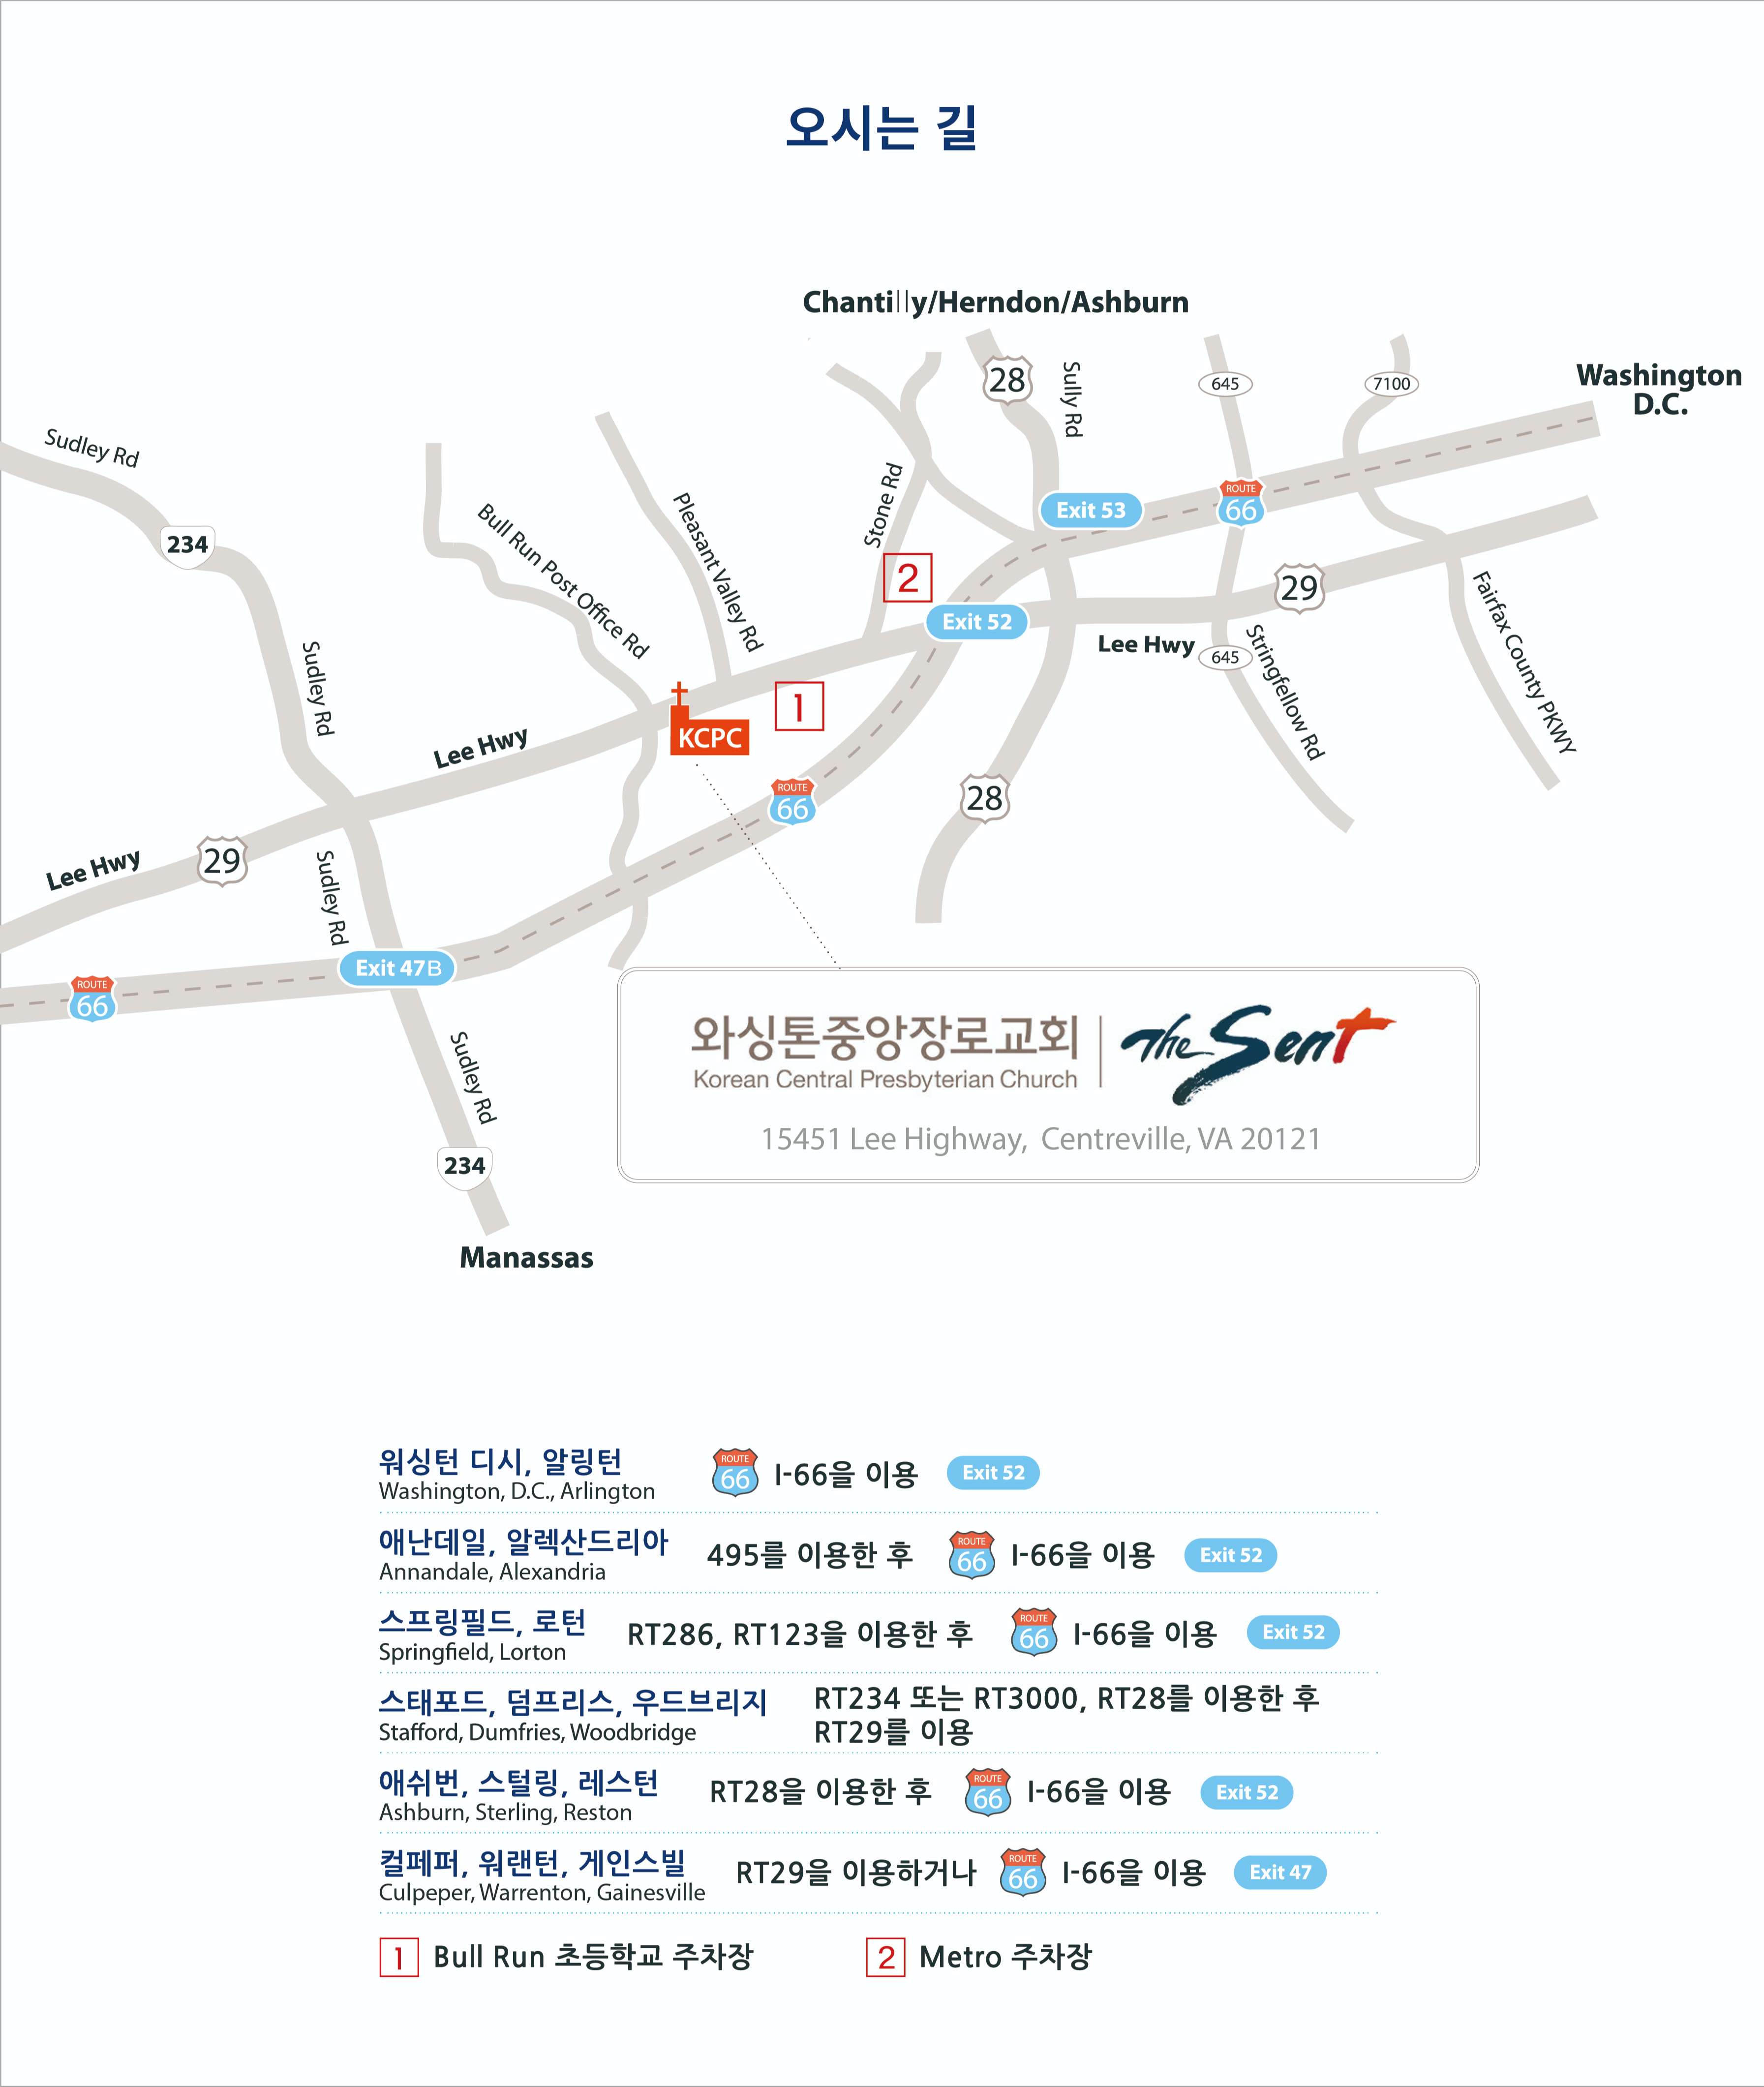 오시는 길
Chantilly/Herndon/Ashburn
Washington
D.C.
28
Sully Rd
645
7100
Sudley Rd
234
Bull Run Post Office Rd
Pleasant Valley Rd
Stone Rd
Exit 53
ROUTE
66
2
29
Exit 52
Lee Hwy
645
Stringfellow Rd
Fairfax County PKWY
Sudley Rd
1
KCPC
Lee Hwy
ROUTE
66
28
Lee Hwy
29
Sudley Rd
Exit 47B
ROUTE
66
와싱톤중앙장로교회
Korean Central Presbyterian Church
The Sent
15451 Lee Highway, Centreville, VA 20121
Sudley Rd
234
Manassas
워싱턴 디시, 알링턴
Washington, D.C., Arlington
ROUTE
66
I-66을 이용
Exit 52
애난데일, 알렉산드리아
Annandale, Alexandria
495를 이용한 후
ROUTE
66
I-66을 이용
Exit 52
스프링필드, 로턴
Springfield, Lorton
RT286, RT123을 이용한 후
ROUTE
66
I-66을 이용
Exit 52
스태포드, 덤프리스, 우드브리지
Stafford, Dumfries, Woodbridge
RT234 또는 RT3000, RT28를 이용한 후
RT29를 이용
애쉬번, 스털링, 레스턴
Ashburn, Sterling, Reston
RT28을 이용한 후
ROUTE
66
I-66을 이용
Exit 52
컬페퍼, 워랜턴, 게인스빌
Culpeper, Warrenton, Gainesville
RT29을 이용하거나
ROUTE
66
I-66을 이용
Exit 47
1 Bull Run 초등학교 주차장
2 Metro 주차장